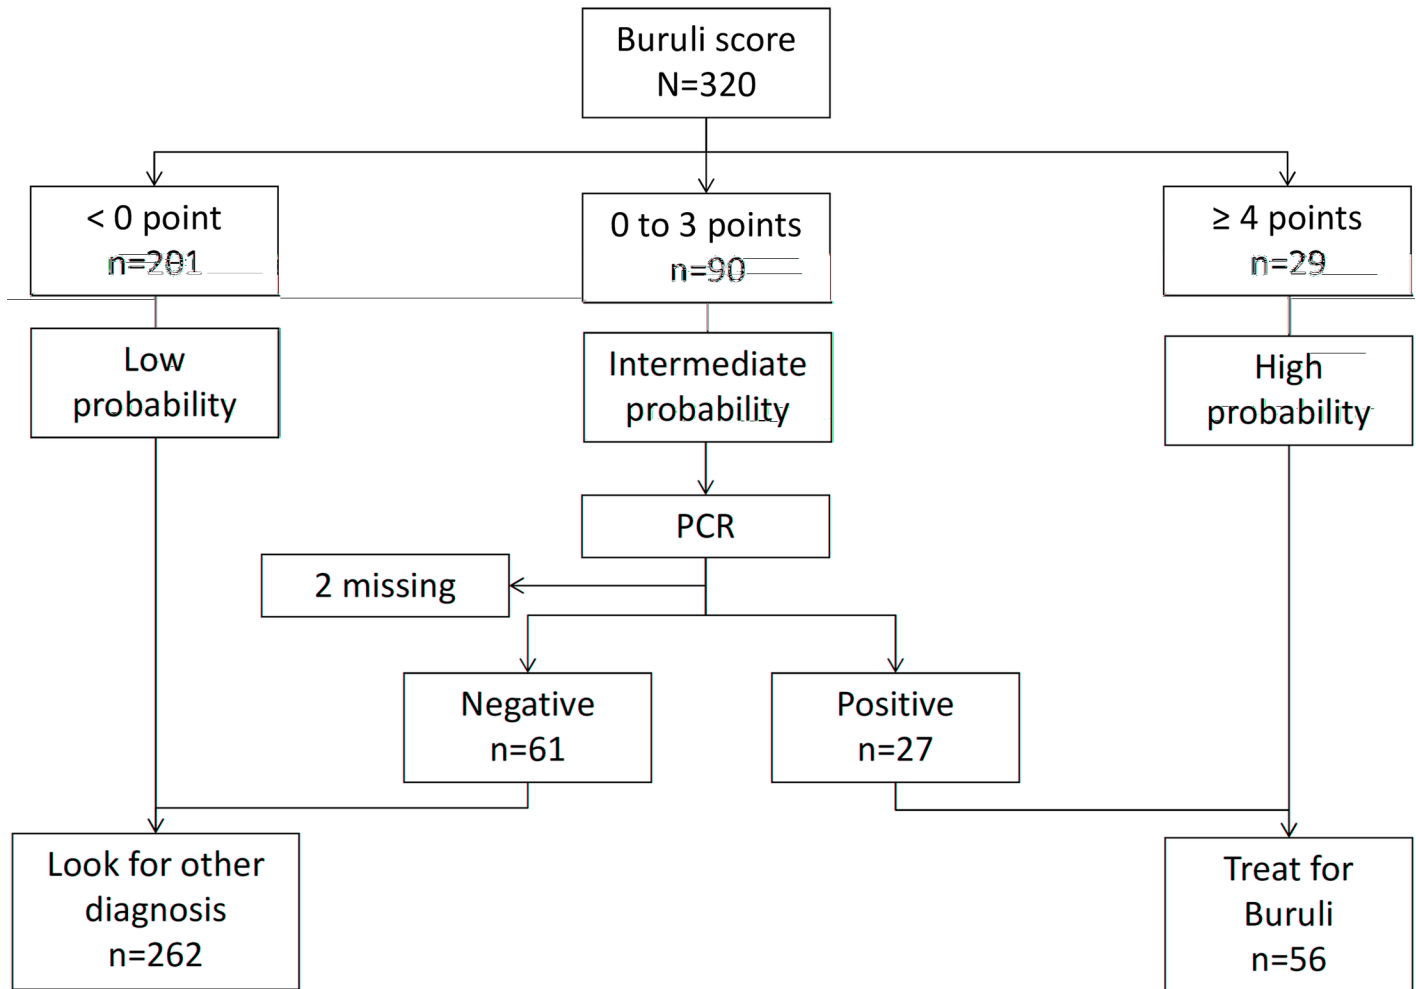 Buruli score
N=320
< 0 point
n=201
0 to 3 points
n=90
≥ 4 points
n=29
Low
probability
Intermediate
probability
High
probability
PCR
2 missing
Negative
n=61
Positive
n=27
Look for other
diagnosis
n=262
Treat for
Buruli
n=56